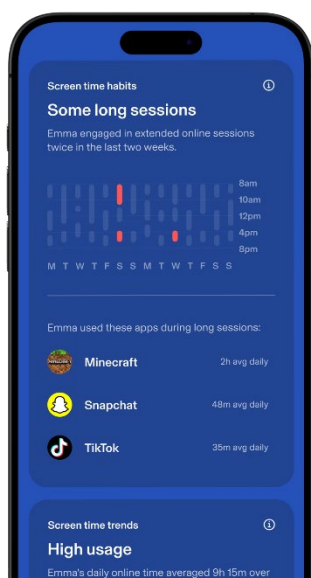 Screen time habits
Some long sessions
Emma engaged in extended online sessions
twice in the last two weeks.
8am
10am
12pm
4pm
8pm
M T W T F S S M T W T F S S
Emma used these apps during long sessions:
Minecraft 2h avg daily
Snapchat 48m avg daily
TikTok 35m avg daily
Screen time trends
High usage
Emma's daily online time averaged 9h 15m over